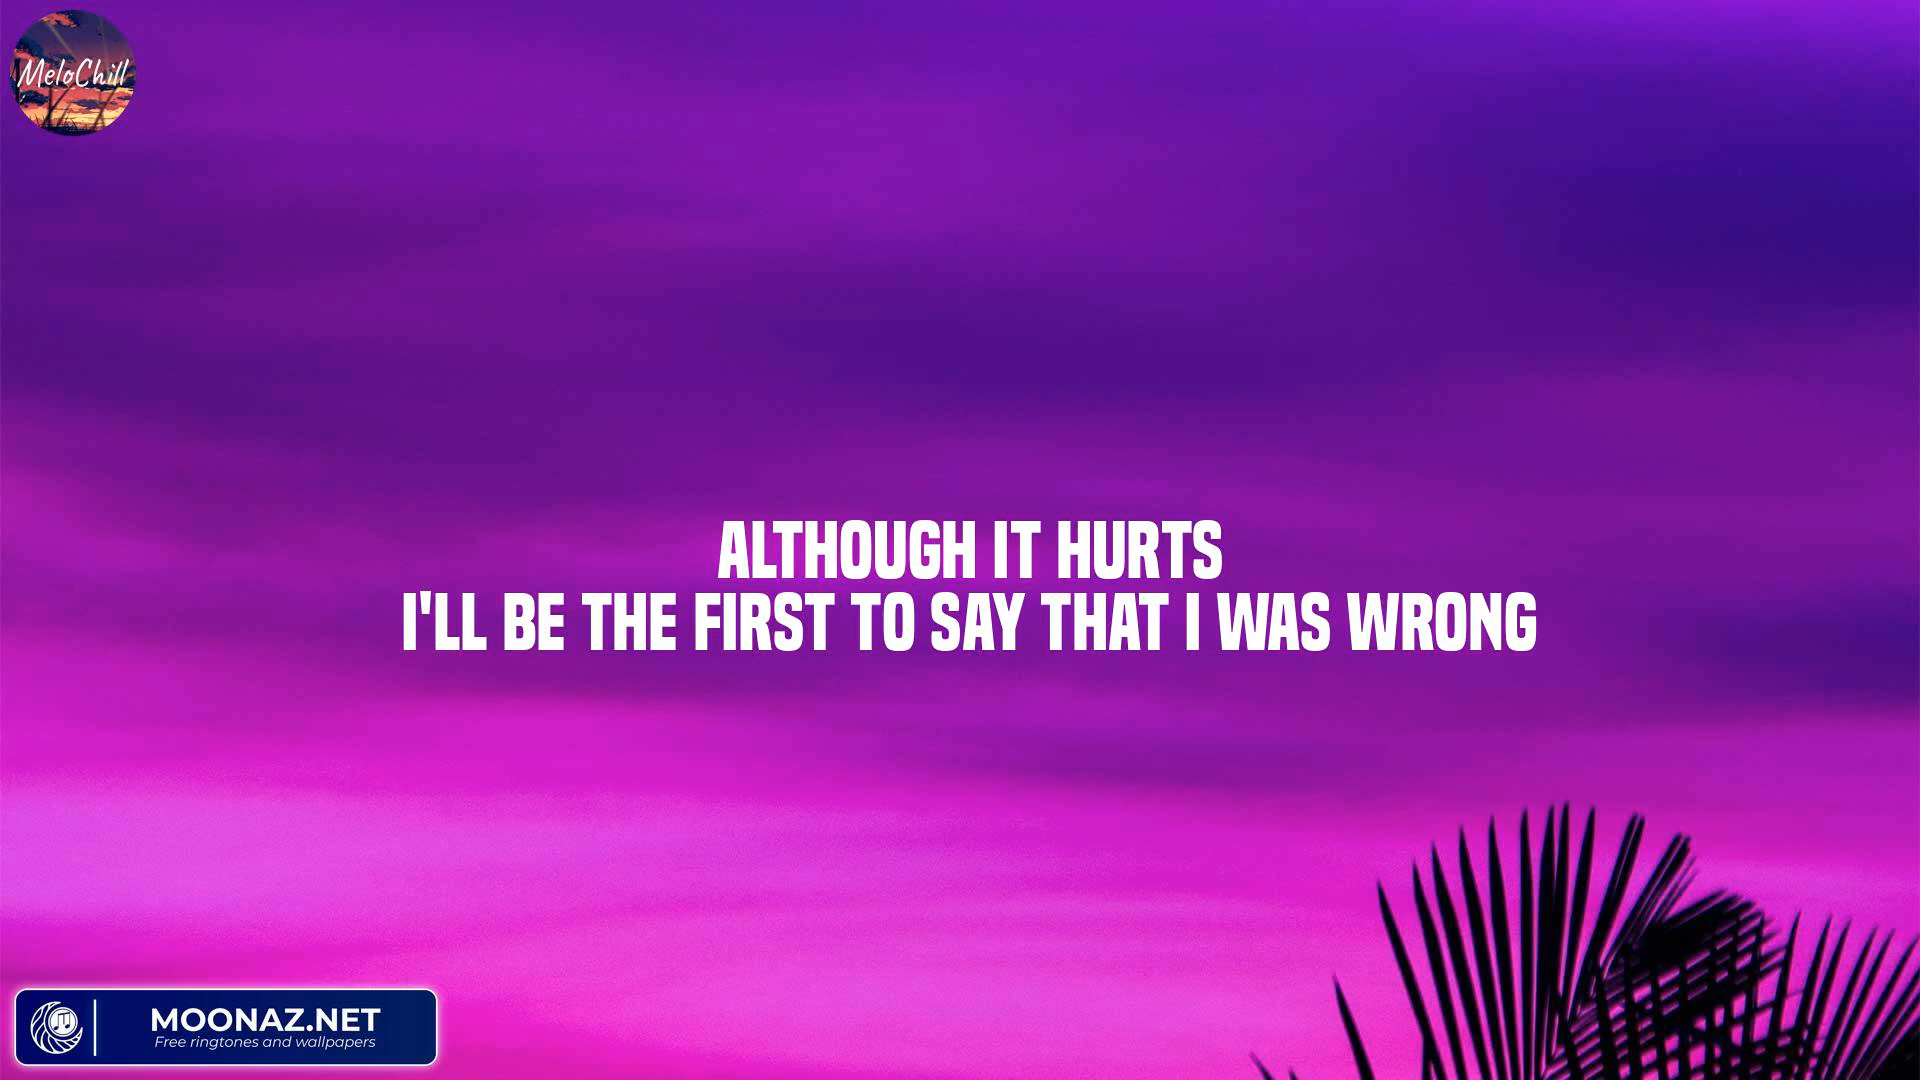 MeloChill
ALTHOUGH IT HURTS
I'LL BE THE FIRST TO SAY THAT I WAS WRONG
MOONAZ.NET
Free ringtones and wallpapers